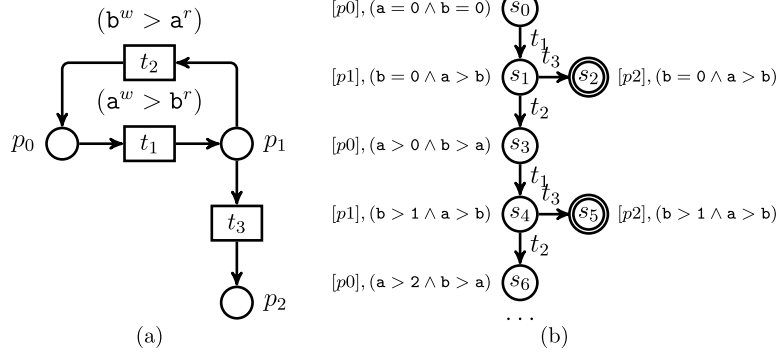 (b^w > a^r)
t_2
(a^w > b^r)
p_0
t_1
p_1
t_3
p_2
(a)
[p0], (a = 0 ∧ b = 0)
s_0
t_1
t_3
[p1], (b = 0 ∧ a > b)
s_1
s_2
[p2], (b = 0 ∧ a > b)
t_2
[p0], (a > 0 ∧ b > a)
s_3
t_1
t_3
[p1], (b > 1 ∧ a > b)
s_4
s_5
[p2], (b > 1 ∧ a > b)
t_2
[p0], (a > 2 ∧ b > a)
s_6
...
(b)